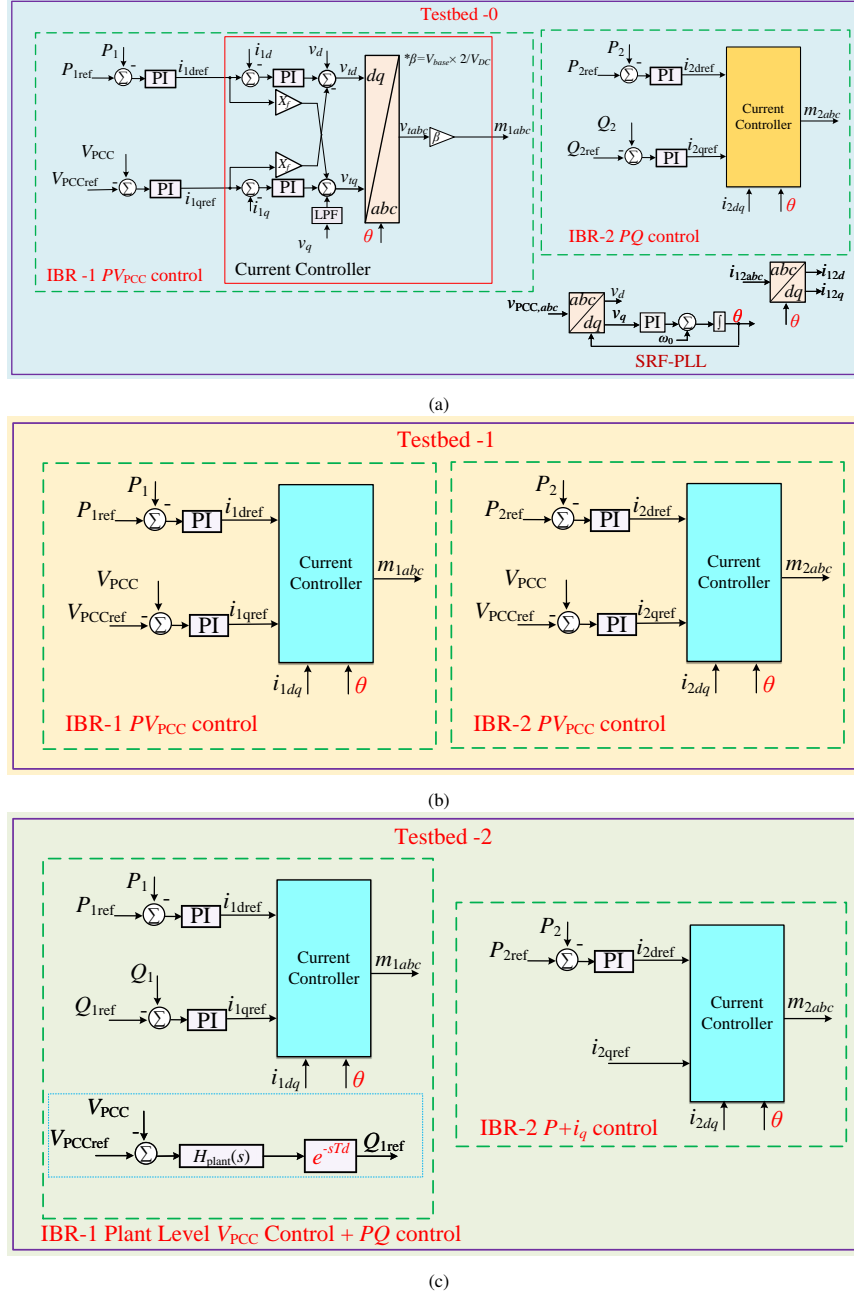 Testbed -0
P1
P1ref
-
PI
i1dref
i1d
-
PI
vd
-
vtd
Xf
Xf
VPCC
VPCCref
-
PI
i1qref
i1q
-
PI
vtq
LPF
vq
dq
abc
θ
*β=Vbase× 2/VDC
vtabc
β
m1abc
IBR -1 PVPCC control
Current Controller
P2
P2ref
-
PI
i2dref
Q2
Q2ref
-
PI
i2qref
Current
Controller
m2abc
i2dq
θ
IBR-2 PQ control
i12abc
abc
dq
i12d
i12q
θ
vPCC,abc
abc
dq
vd
vq
PI
Σ
ω0
∫
θ
SRF-PLL
(a)
Testbed -1
P1
P1ref
Σ
-
PI
i1dref
VPCC
VPCCref
-
Σ
PI
i1qref
Current
Controller
m1abc
i1dq
θ
IBR-1 PVPCC control
P2
P2ref
Σ
-
PI
i2dref
VPCC
VPCCref
-
Σ
PI
i2qref
Current
Controller
m2abc
i2dq
θ
IBR-2 PVPCC control
(b)
Testbed -2
P1
P1ref
Σ
-
PI
i1dref
Q1
Q1ref
-
Σ
PI
i1qref
Current
Controller
m1abc
i1dq
θ
VPCC
VPCCref
-
Σ
Hplant(s)
e-sTd
Q1ref
IBR-1 Plant Level VPCC Control + PQ control
P2
P2ref
Σ
-
PI
i2dref
i2qref
Current
Controller
m2abc
i2dq
θ
IBR-2 P+iq control
(c)